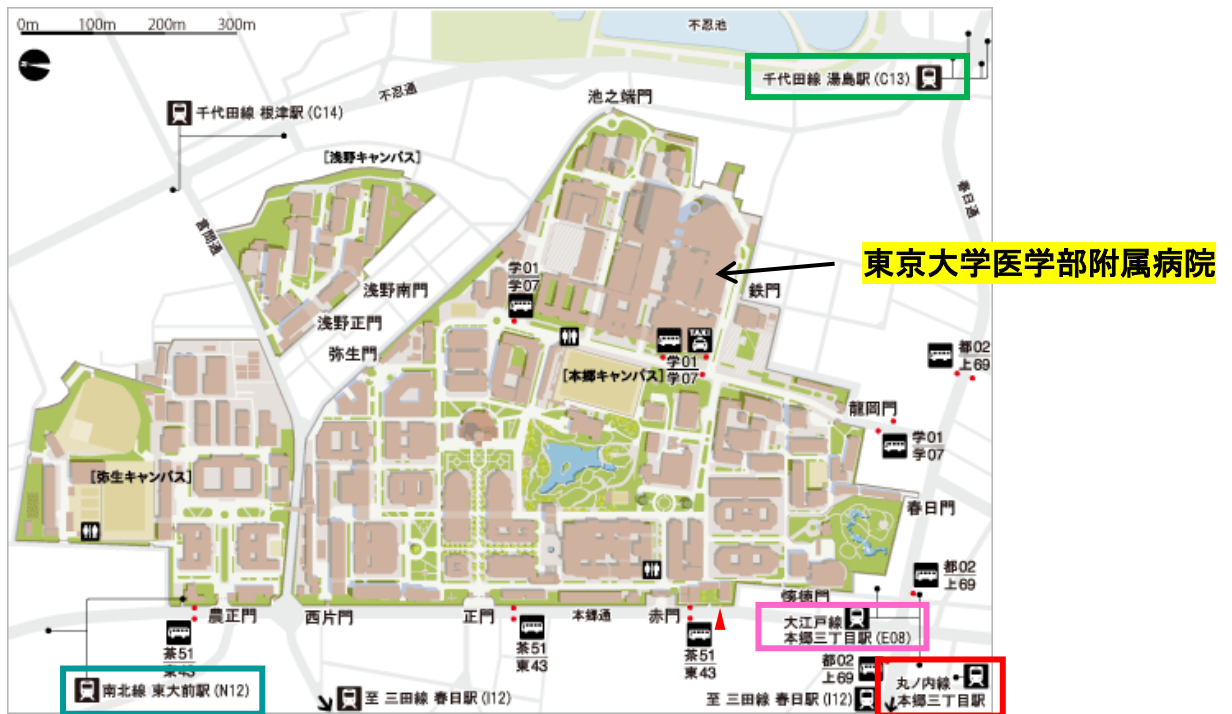 0m 100m 200m 300m
不忍池
千代田線 湯島駅 (C13)
千代田線 根津駅 (C14)
不忍通
池之端門
[浅野キャンパス]
春日通
言問通
東京大学医学部附属病院
学01
学07
浅野南門
鉄門
浅野正門
弥生門
TAXI
学01
学07
[本郷キャンパス]
都02
上69
龍岡門
学01
学07
[弥生キャンパス]
春日門
都02
上69
懐徳門
農正門
西片門
正門
本郷通
赤門
大江戸線
本郷三丁目駅 (E08)
茶51
東43
茶51
東43
茶51
東43
都02
上69
丸ノ内線
本郷三丁目駅
南北線 東大前駅 (N12)
至 三田線 春日駅 (I12)
至 三田線 春日駅 (I12)